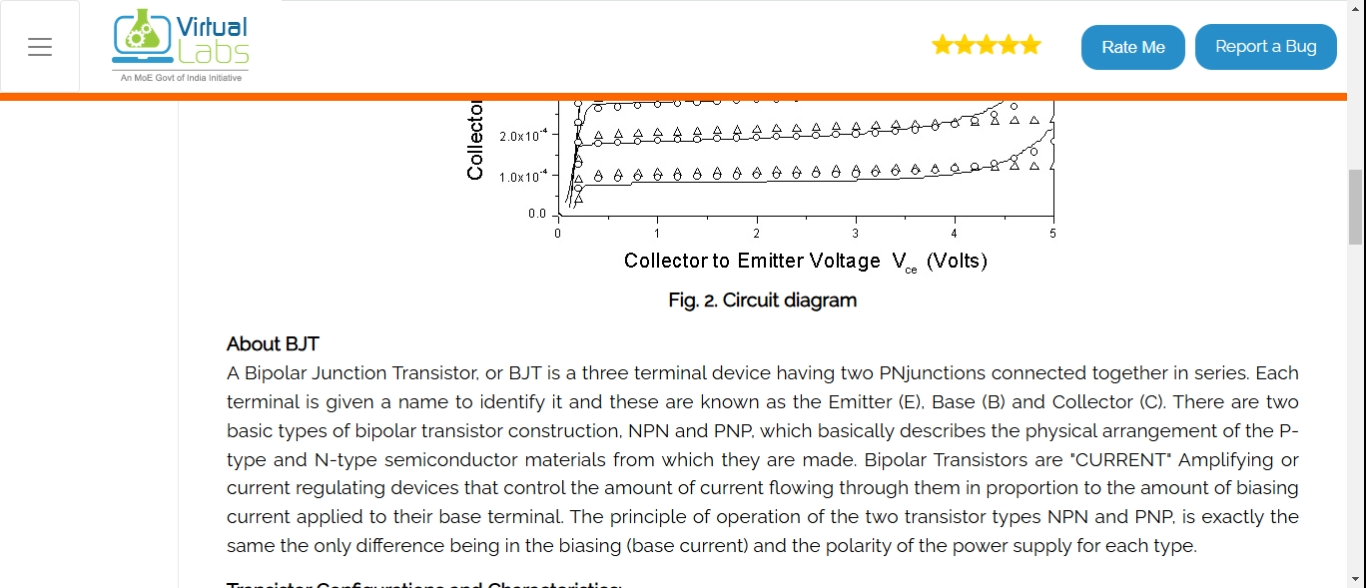 Virtual
Labs
An MoE Govt of India Initiative
Rate Me
Report a Bug
Collector
2.0x10⁻⁴
1.0x10⁻⁴
0.0
0 1 2 3 4 5
Collector to Emitter Voltage Vce (Volts)
Fig. 2. Circuit diagram
About BJT
A Bipolar Junction Transistor, or BJT is a three terminal device having two PNjunctions connected together in series. Each
terminal is given a name to identify it and these are known as the Emitter (E), Base (B) and Collector (C). There are two
basic types of bipolar transistor construction, NPN and PNP, which basically describes the physical arrangement of the P-
type and N-type semiconductor materials from which they are made. Bipolar Transistors are "CURRENT" Amplifying or
current regulating devices that control the amount of current flowing through them in proportion to the amount of biasing
current applied to their base terminal. The principle of operation of the two transistor types NPN and PNP, is exactly the
same the only difference being in the biasing (base current) and the polarity of the power supply for each type.
Transistor Configurations and Characteristics: